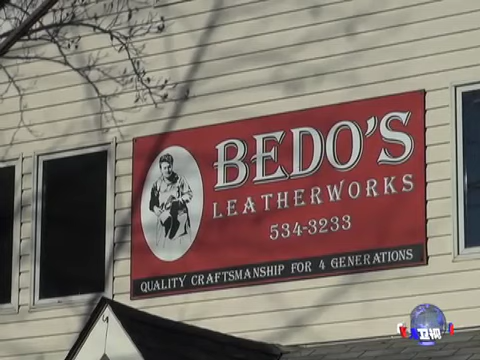 BEDO'S
LEATHERWORKS
534-3233
QUALITY CRAFTSMANSHIP FOR 4 GENERATIONS